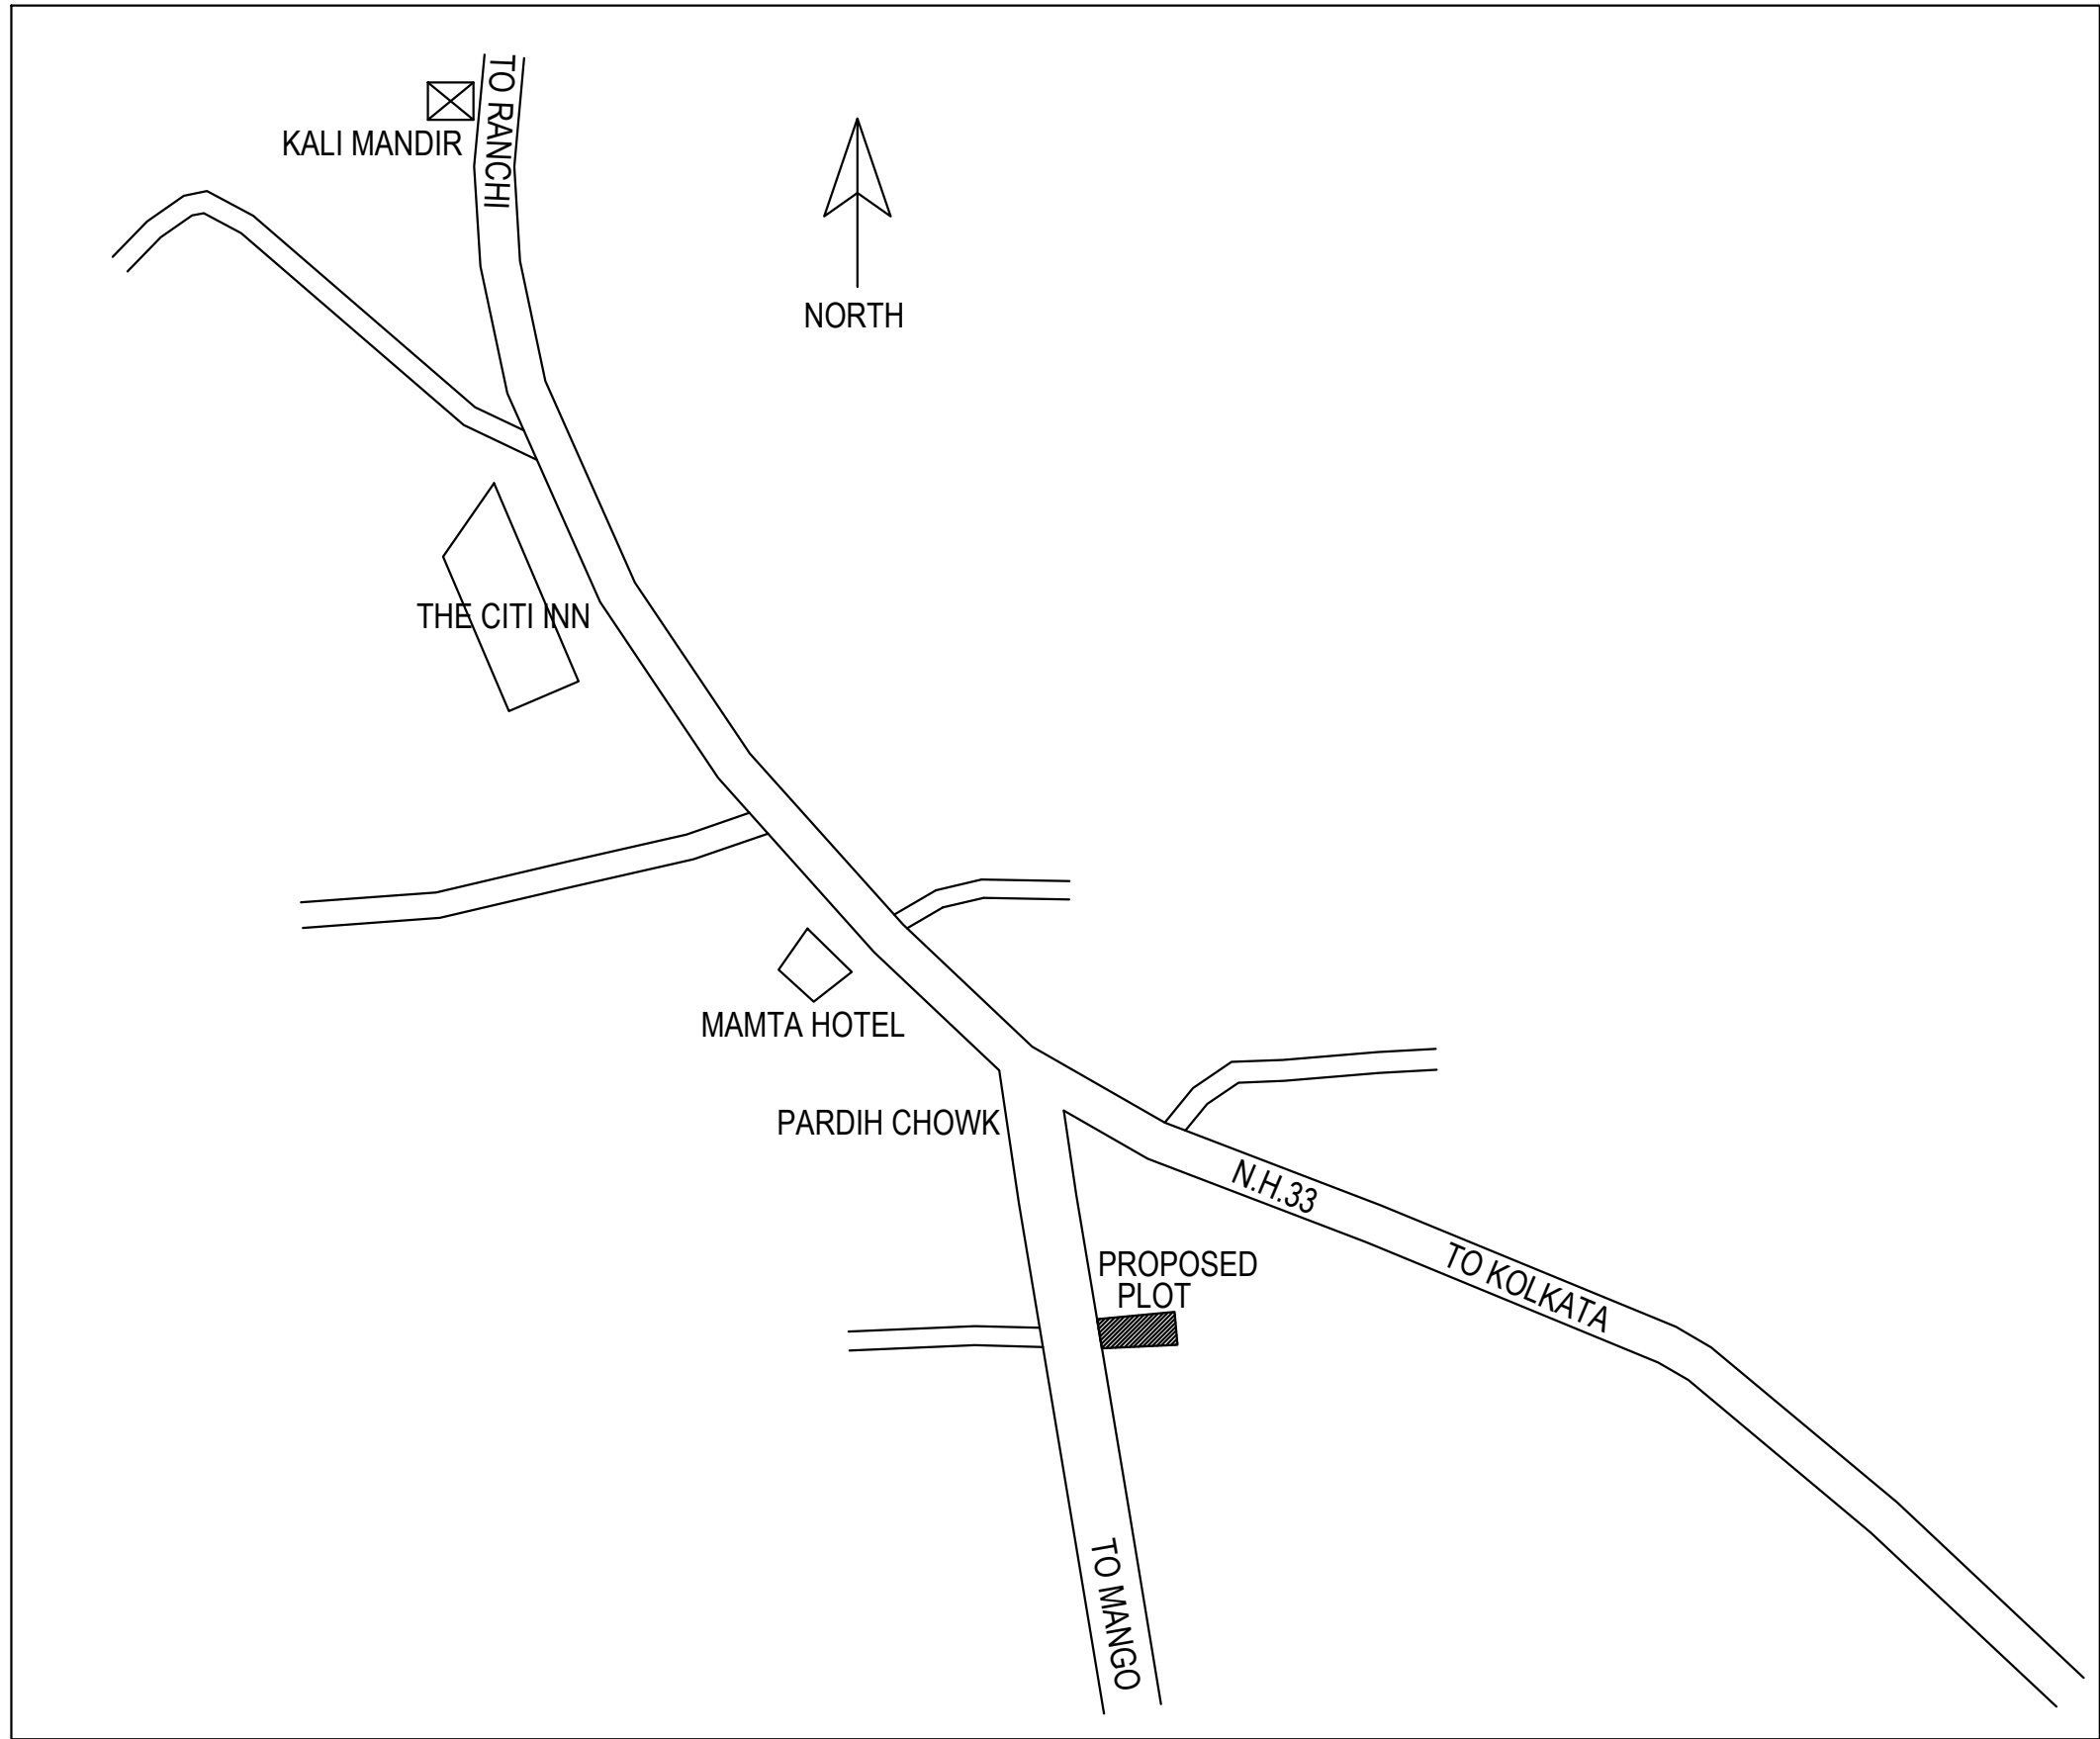 TO RANCHI
KALI MANDIR
NORTH
THE CITI INN
MAMTA HOTEL
PARDIH CHOWK
N.H.33
TO KOLKATA
PROPOSED
PLOT
TO MANGO